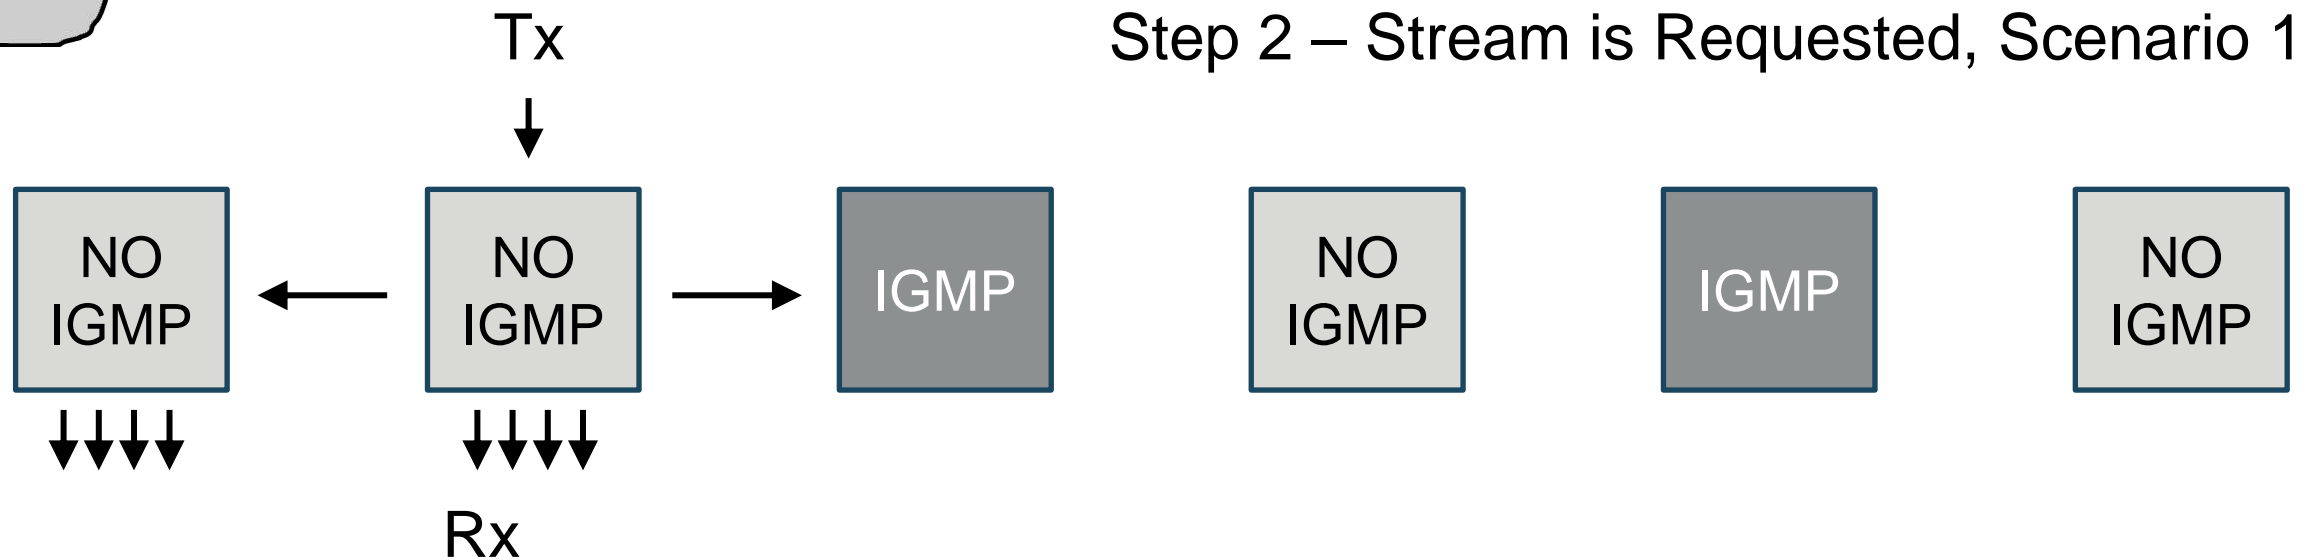 Tx
Step 2 – Stream is Requested, Scenario 1
NO
IGMP
NO
IGMP
IGMP
NO
IGMP
IGMP
NO
IGMP
Rx